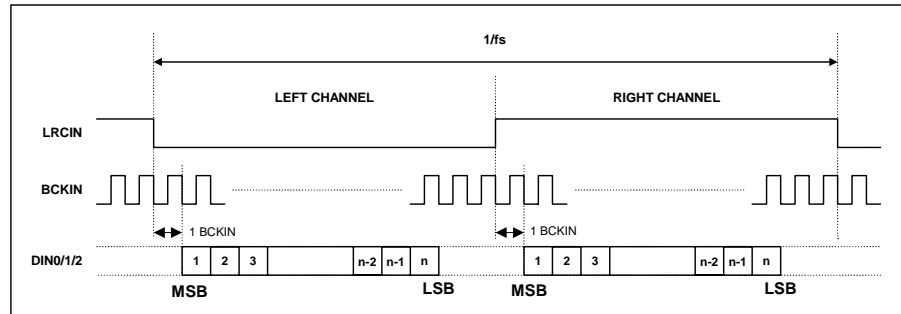 1/fs
LEFT CHANNEL RIGHT CHANNEL
LRCIN
BCKIN
1 BCKIN 1 BCKIN
DIN0/1/2 1 2 3 n-2 n-1 n 1 2 3 n-2 n-1 n
MSB LSB MSB LSB